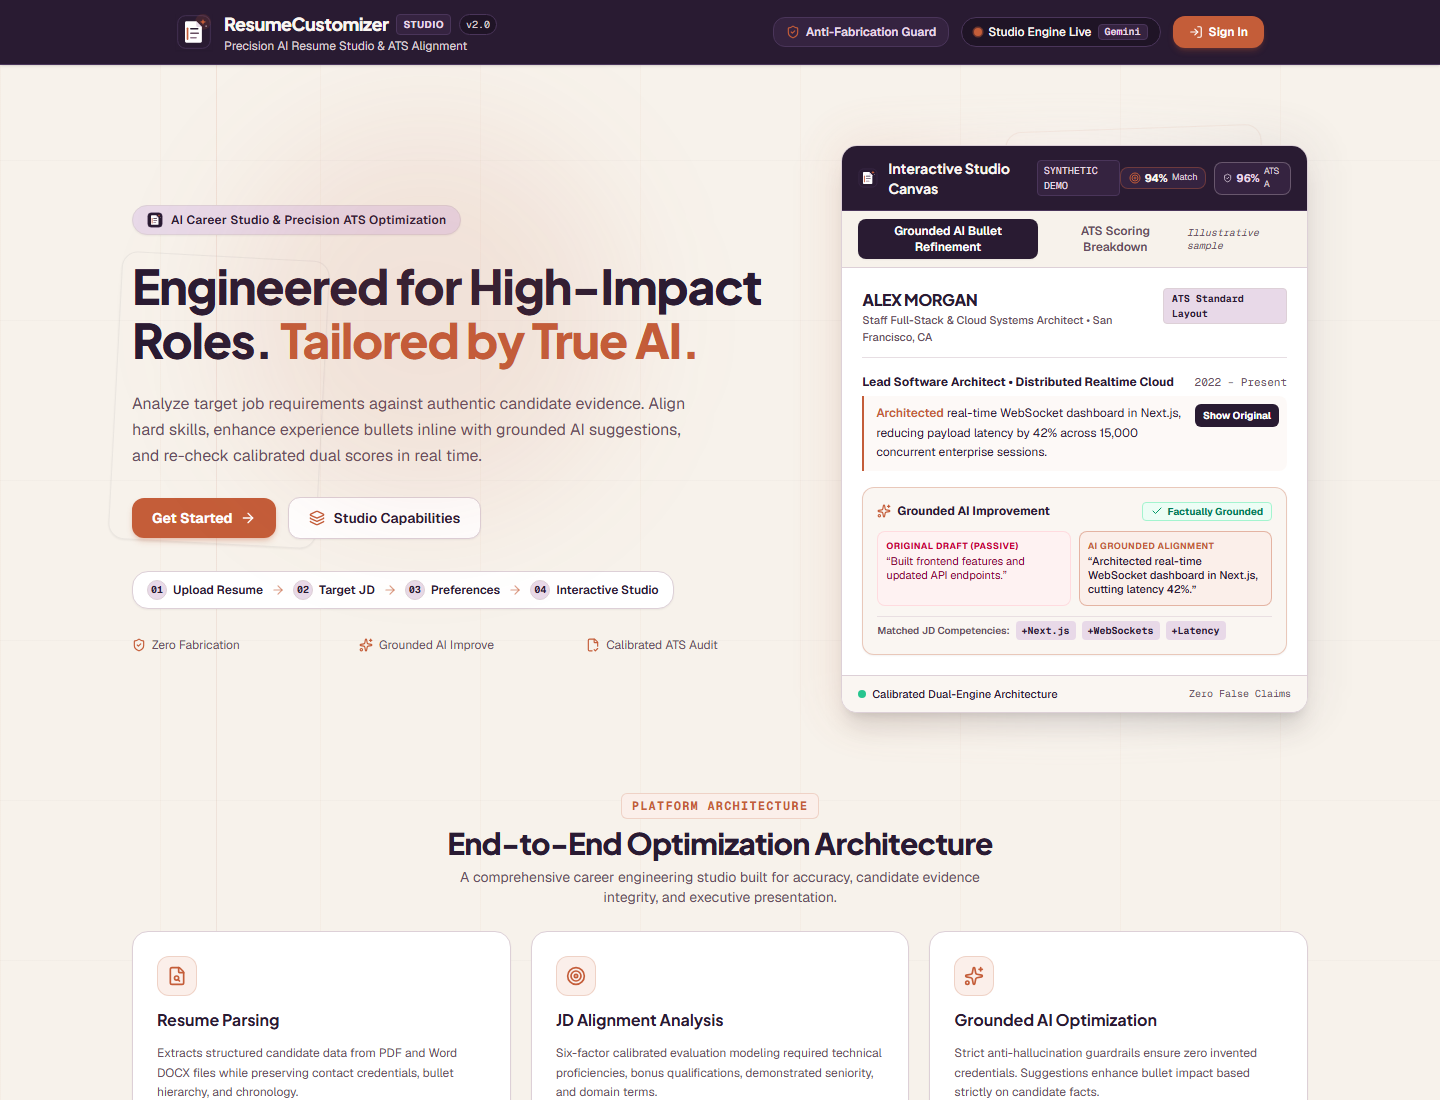 ResumeCustomizer STUDIO v2.0
Precision AI Resume Studio & ATS Alignment
Anti-Fabrication Guard
Studio Engine Live Gemini
Sign In
AI Career Studio & Precision ATS Optimization
Engineered for High-Impact
Roles. Tailored by True AI.
Analyze target job requirements against authentic candidate evidence. Align
hard skills, enhance experience bullets inline with grounded AI suggestions,
and re-check calibrated dual scores in real time.
Get Started
Studio Capabilities
01 Upload Resume → 02 Target JD → 03 Preferences → 04 Interactive Studio
Zero Fabrication
Grounded AI Improve
Calibrated ATS Audit
Interactive Studio
Canvas
SYNTHETIC
DEMO
94% Match
96% ATS
A
Grounded AI Bullet
Refinement
ATS Scoring
Breakdown
Illustrative
sample
ALEX MORGAN
Staff Full-Stack & Cloud Systems Architect • San
Francisco, CA
ATS Standard
Layout
Lead Software Architect • Distributed Realtime Cloud
2022 - Present
Architected real-time WebSocket dashboard in Next.js,
reducing payload latency by 42% across 15,000
concurrent enterprise sessions.
Show Original
Grounded AI Improvement
Factually Grounded
ORIGINAL DRAFT (PASSIVE)
“Built frontend features and
updated API endpoints.”
AI GROUNDED ALIGNMENT
“Architected real-time
WebSocket dashboard in Next.js,
cutting latency 42%.”
Matched JD Competencies: +Next.js +WebSockets +Latency
Calibrated Dual-Engine Architecture
Zero False Claims
PLATFORM ARCHITECTURE
End-to-End Optimization Architecture
A comprehensive career engineering studio built for accuracy, candidate evidence
integrity, and executive presentation.
Resume Parsing
Extracts structured candidate data from PDF and Word
DOCX files while preserving contact credentials, bullet
hierarchy, and chronology.
JD Alignment Analysis
Six-factor calibrated evaluation modeling required technical
proficiencies, bonus qualifications, demonstrated seniority,
and domain terms.
Grounded AI Optimization
Strict anti-hallucination guardrails ensure zero invented
credentials. Suggestions enhance bullet impact based
strictly on candidate facts.